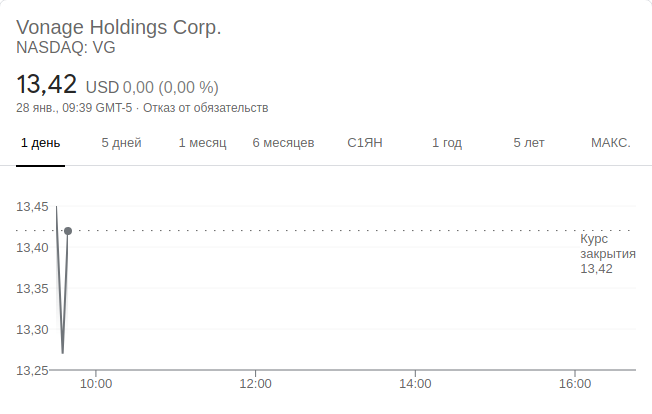 Vonage Holdings Corp.
NASDAQ: VG
13,42 USD 0,00 (0,00 %)
28 янв., 09:39 GMT-5 · Отказ от обязательств
1 день 5 дней 1 месяц 6 месяцев С1ЯН 1 год 5 лет МАКС.
13,45
13,40
13,35
13,30
13,25
Курс
закрытия
13,42
10:00 12:00 14:00 16:00